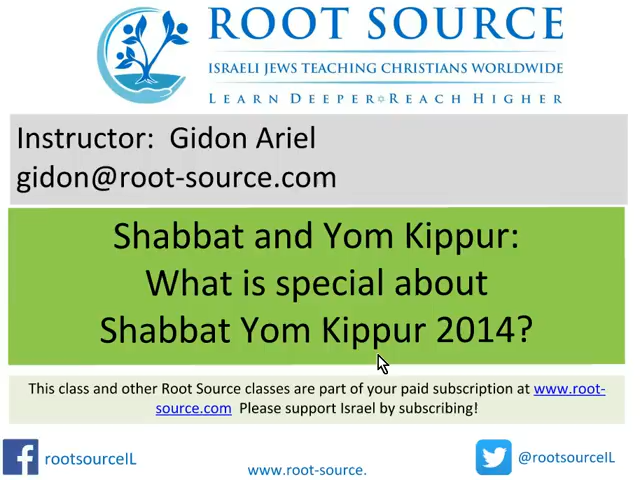 ROOT SOURCE
ISRAELI JEWS TEACHING CHRISTIANS WORLDWIDE
LEARN DEEPER✡REACH HIGHER
Instructor:  Gidon Ariel
gidon@root-source.com
Shabbat and Yom Kippur:
What is special about
Shabbat Yom Kippur 2014?
This class and other Root Source classes are part of your paid subscription at www.root-
source.com  Please support Israel by subscribing!
rootsourceIL
www.root-source.
@rootsourceIL